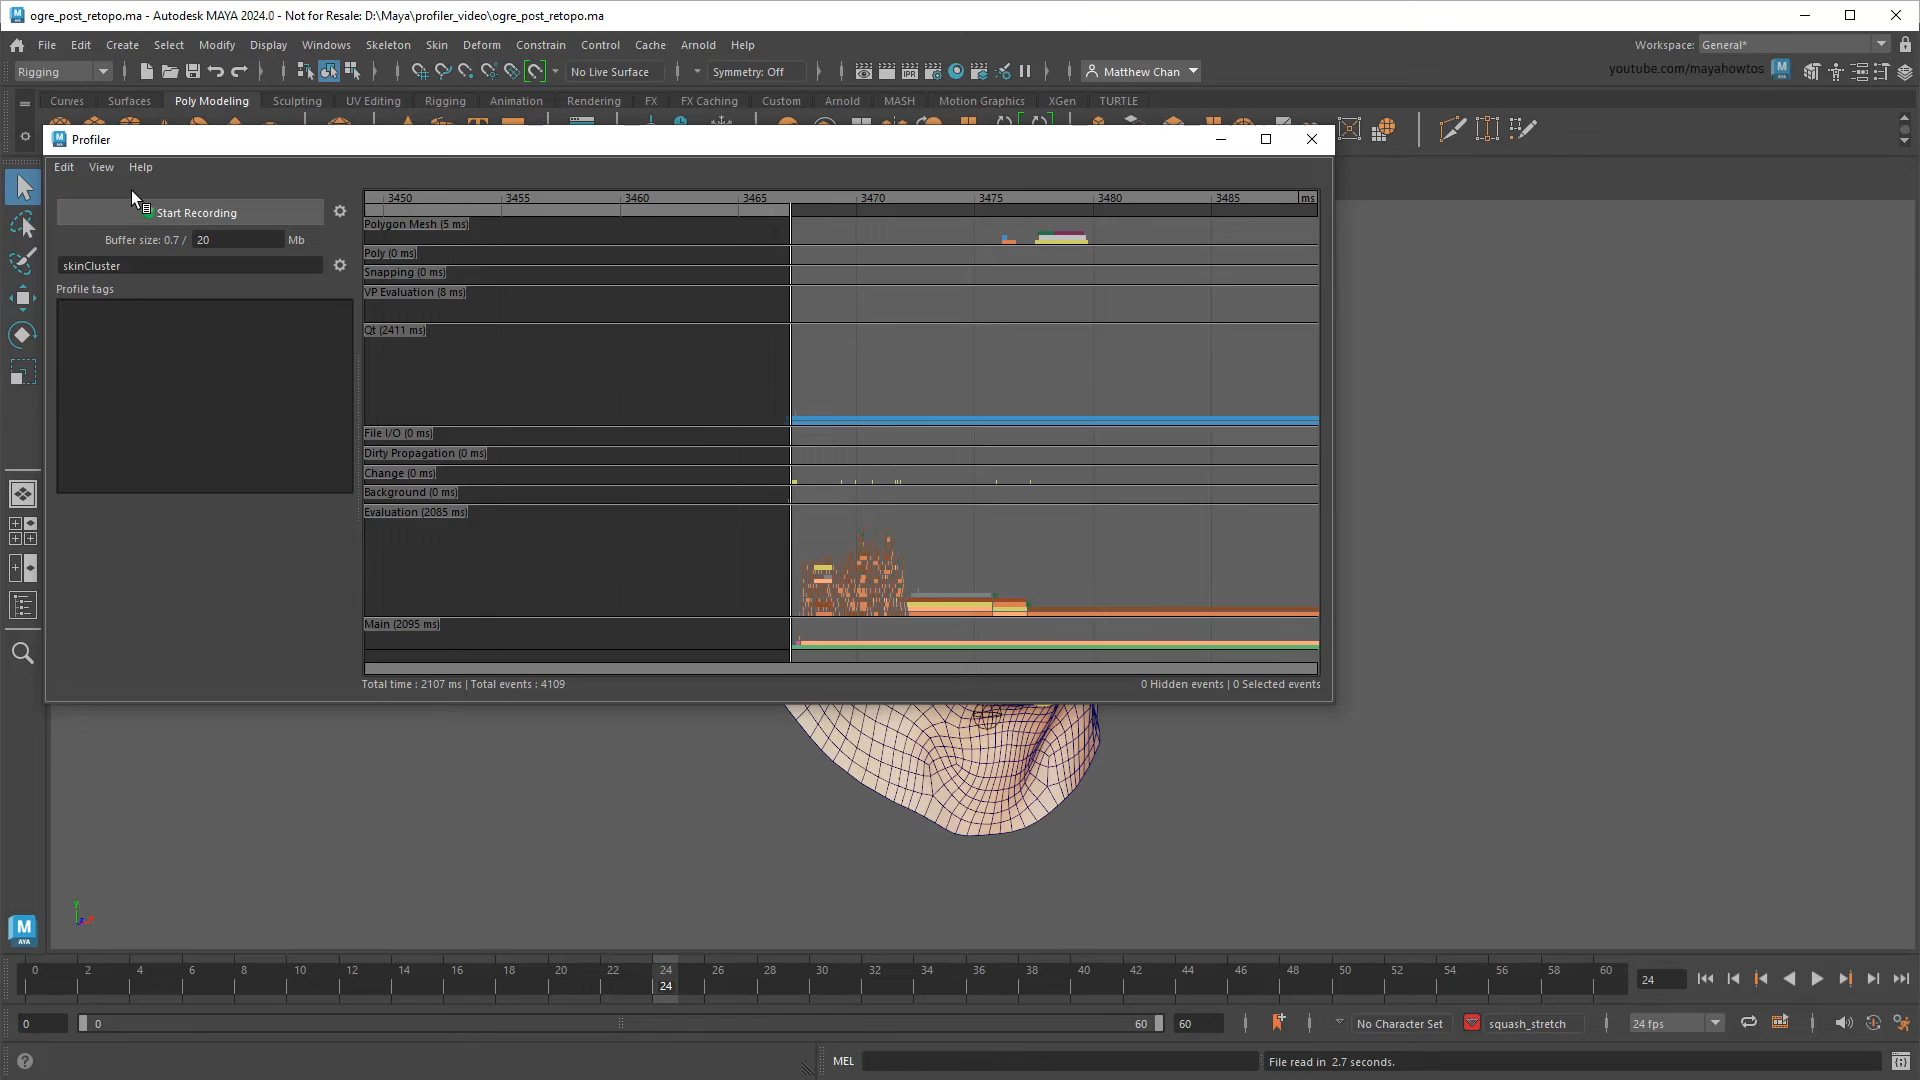 ogre_post_retopo.ma - Autodesk MAYA 2024.0 - Not for Resale: D:\Maya\profiler_video\ogre_post_retopo.ma
File Edit Create Select Modify Display Windows Skeleton Skin Deform Constrain Control Cache Arnold Help
Workspace: General*
Rigging
No Live Surface
Symmetry: Off
IPR
Matthew Chan
youtube.com/mayahowtos
Curves Surfaces Poly Modeling Sculpting UV Editing Rigging Animation Rendering FX FX Caching Custom Arnold MASH Motion Graphics XGen TURTLE
Profiler
Edit View Help
Start Recording
Buffer size: 0.7 / 20 Mb
skinCluster
Profile tags
3450 3455 3460 3465 3470 3475 3480 3485 ms
Polygon Mesh (5 ms)
Poly (0 ms)
Snapping (0 ms)
VP Evaluation (8 ms)
Qt (2411 ms)
File I/O (0 ms)
Dirty Propagation (0 ms)
Change (0 ms)
Background (0 ms)
Evaluation (2085 ms)
Main (2095 ms)
Total time : 2107 ms | Total events : 4109
0 Hidden events | 0 Selected events
y
M
AYA
0 2 4 6 8 10 12 14 16 18 20 22 24 26 28 30 32 34 36 38 40 42 44 46 48 50 52 54 56 58 60
24
24
0
0
60
60
No Character Set
squash_stretch
24 fps
MEL
File read in 2.7 seconds.